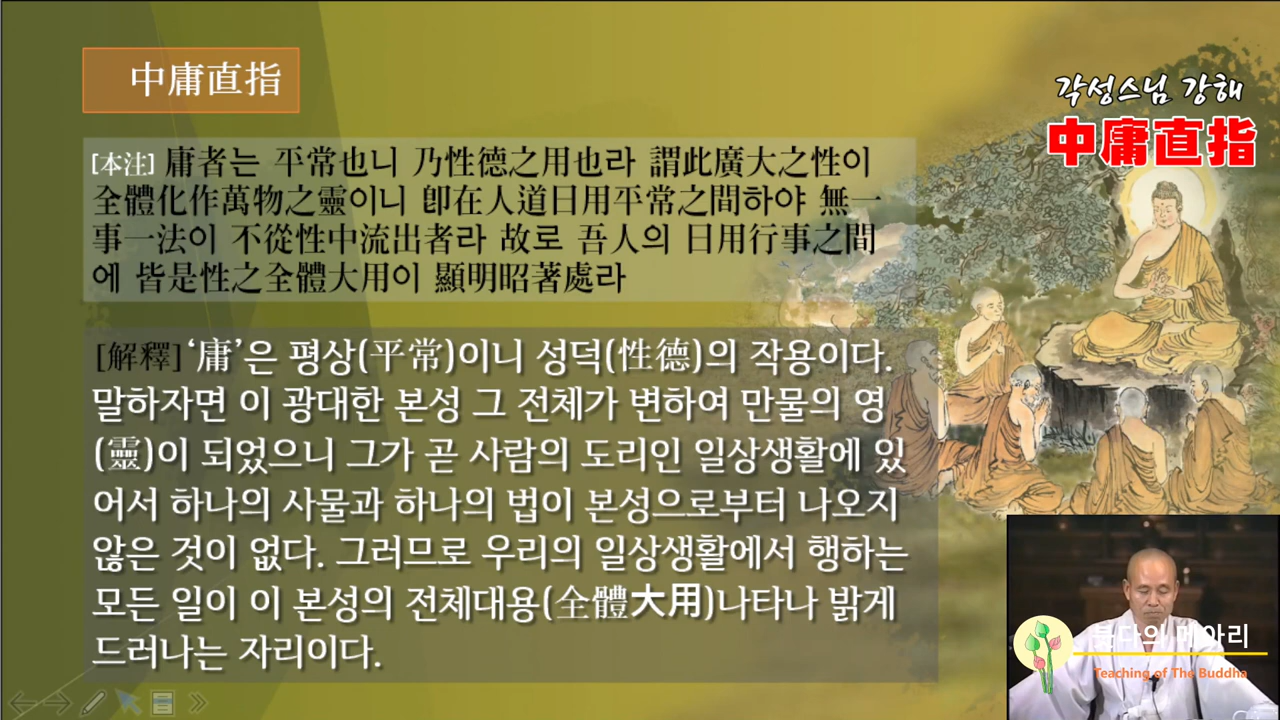 中庸直指
각성스님 강해
中庸直指
[本注] 庸者는 平常也니 乃性德之用也라 謂此廣大之性이
全體化作萬物之靈이니 卽在人道日用平常之間하야 無一
事一法이 不從性中流出者라 故로 吾人의 日用行事之間
에 皆是性之全體大用이 顯明昭著處라
[解釋] ‘庸’은 평상(平常)이니 성덕(性德)의 작용이다.
말하자면 이 광대한 본성 그 전체가 변하여 만물의 영
(靈)이 되었으니 그가 곧 사람의 도리인 일상생활에 있
어서 하나의 사물과 하나의 법이 본성으로부터 나오지
않은 것이 없다. 그러므로 우리의 일상생활에서 행하는
모든 일이 이 본성의 전체대용(全體大用)나타나 밝게
드러나는 자리이다.
붓다의 메아리
Teaching of The Buddha